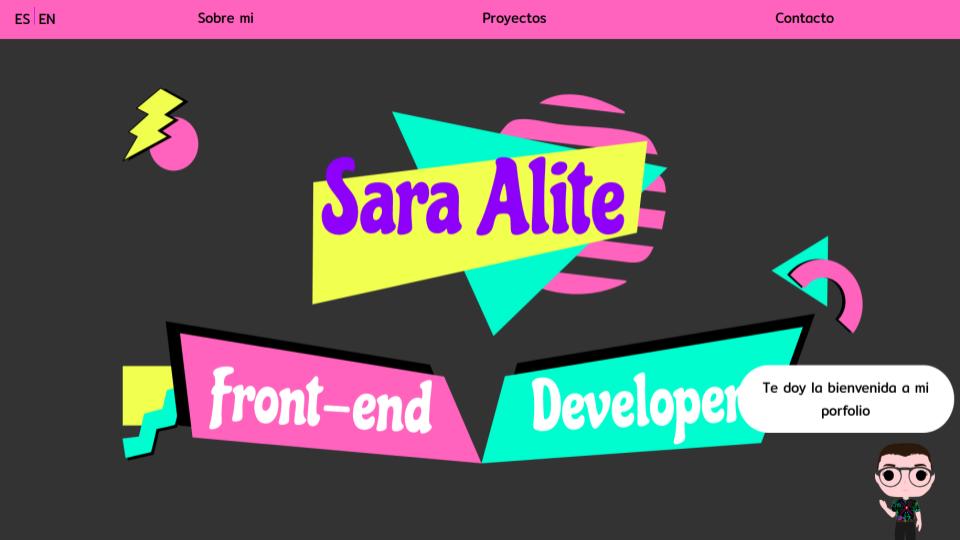 ES EN
Sobre mi
Proyectos
Contacto
Sara Alite
Front-end
Developer
Te doy la bienvenida a mi
porfolio